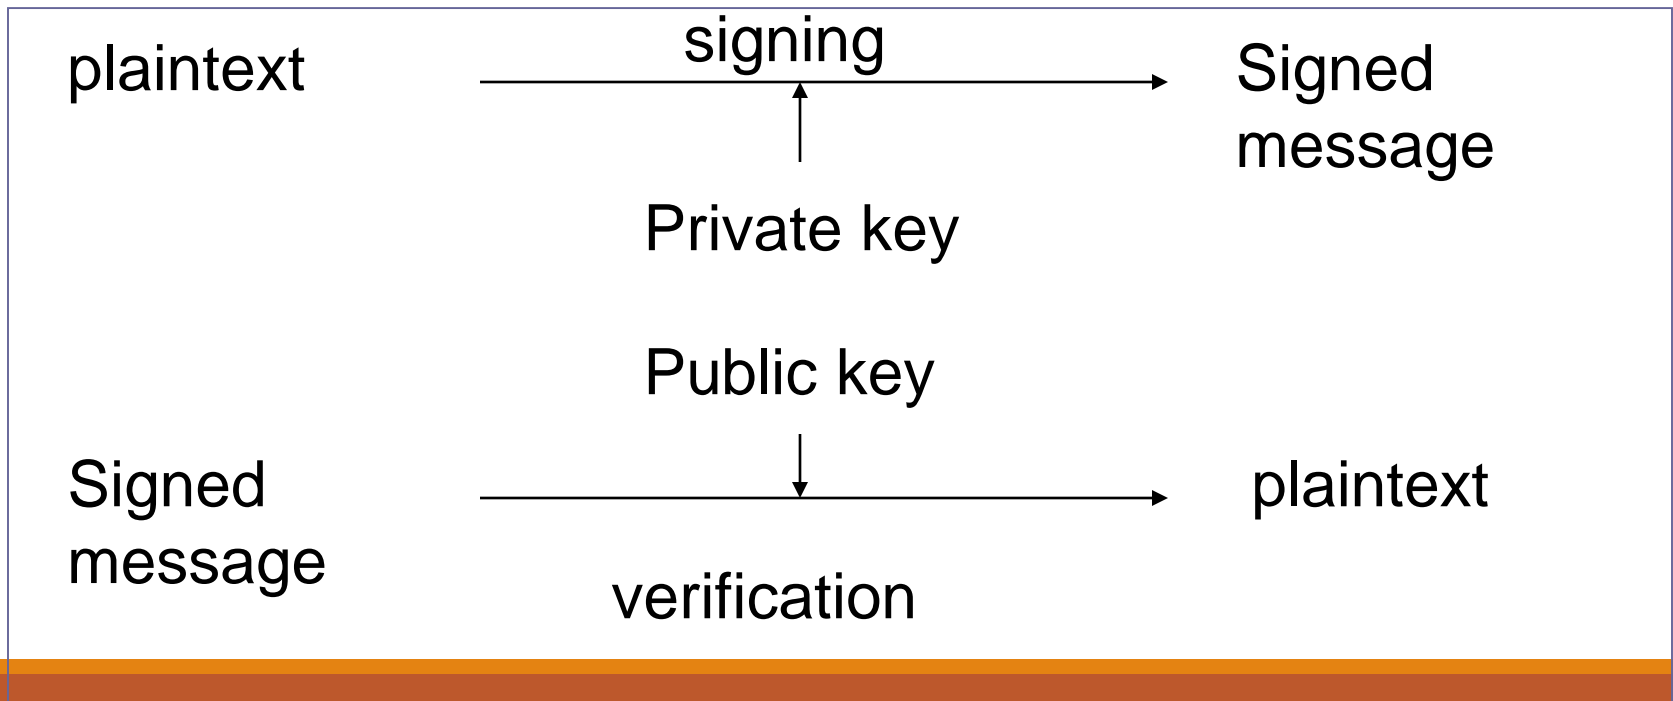 plaintext
signing
Signed
message
Private key
Public key
Signed
message
plaintext
verification